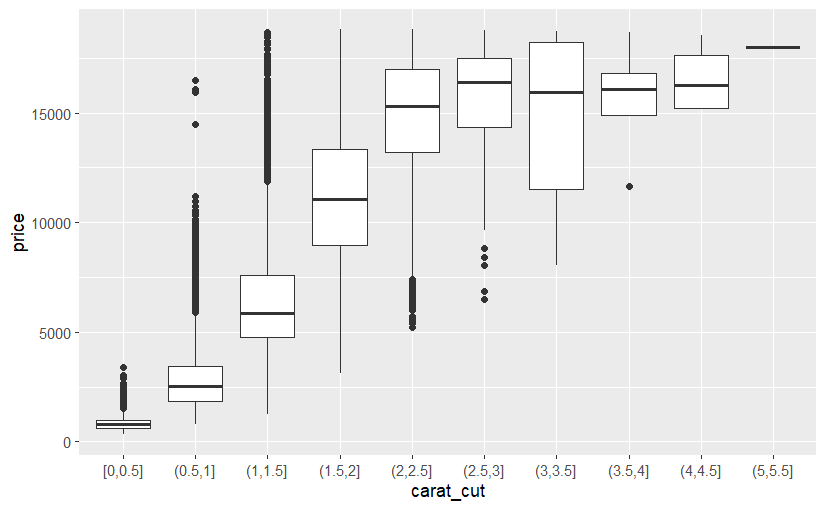 price
15000
10000
5000
0
[0,0.5] (0.5,1] (1,1.5] (1.5,2] (2,2.5] (2.5,3] (3,3.5] (3.5,4] (4,4.5] (5,5.5]
carat_cut